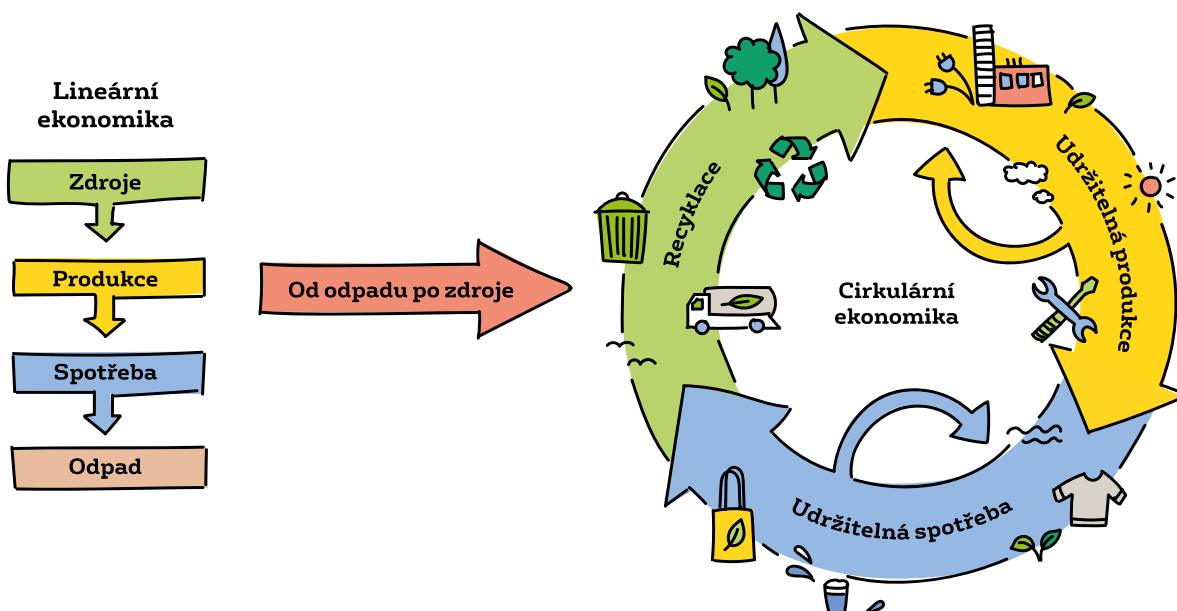 Lineární
ekonomika
Zdroje
Produkce
Spotřeba
Odpad
Od odpadu po zdroje
Recyklace
Udržitelná produkce
Cirkulární
ekonomika
Udržitelná spotřeba